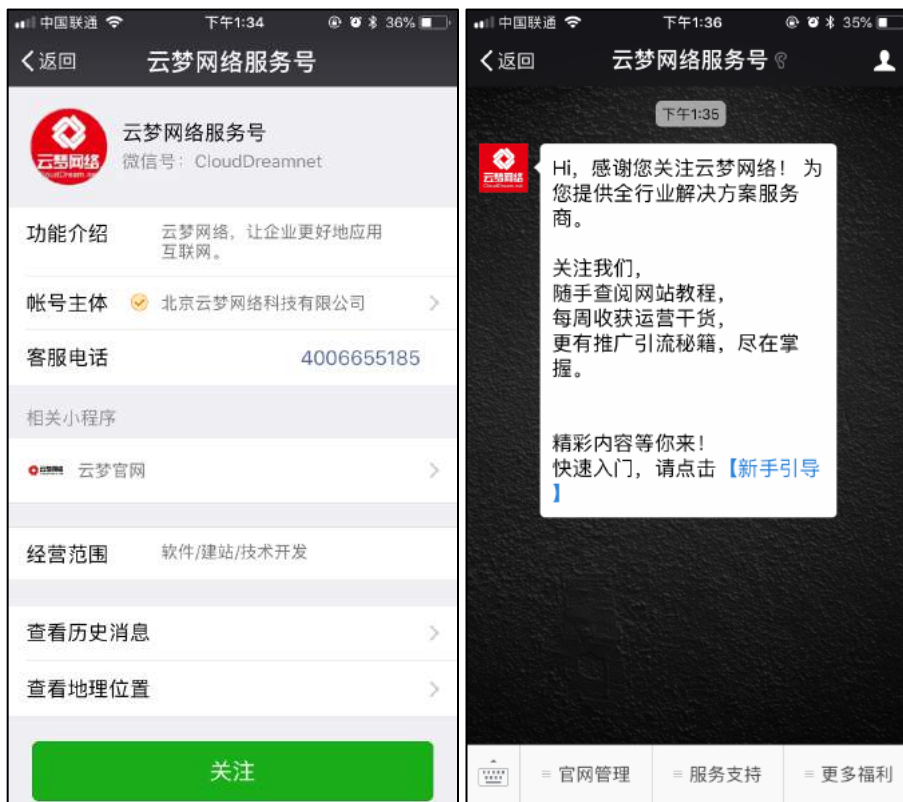 中国联通
下午1:34
36%
返回
云梦网络服务号
云梦网络
云梦网络服务号
微信号：CloudDreamnet
功能介绍
云梦网络，让企业更好地应用
互联网。
帐号主体
北京云梦网络科技有限公司
客服电话
4006655185
相关小程序
云梦官网
经营范围
软件/建站/技术开发
查看历史消息
查看地理位置
关注
中国联通
下午1:36
35%
返回
云梦网络服务号
下午1:35
云梦网络
Hi，感谢您关注云梦网络！为
您提供全行业解决方案服务
商。
关注我们，
随手查阅网站教程，
每周收获运营干货，
更有推广引流秘籍，尽在掌
握。
精彩内容等你来！
快速入门，请点击【新手引导
】
官网管理
服务支持
更多福利